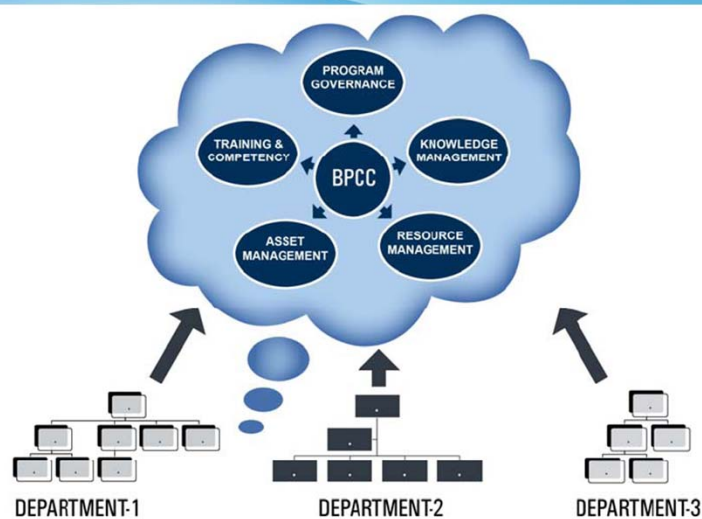 PROGRAM
GOVERNANCE
TRAINING &
COMPETENCY
KNOWLEDGE
MANAGEMENT
BPCC
ASSET
MANAGEMENT
RESOURCE
MANAGEMENT
DEPARTMENT-1
DEPARTMENT-2
DEPARTMENT-3